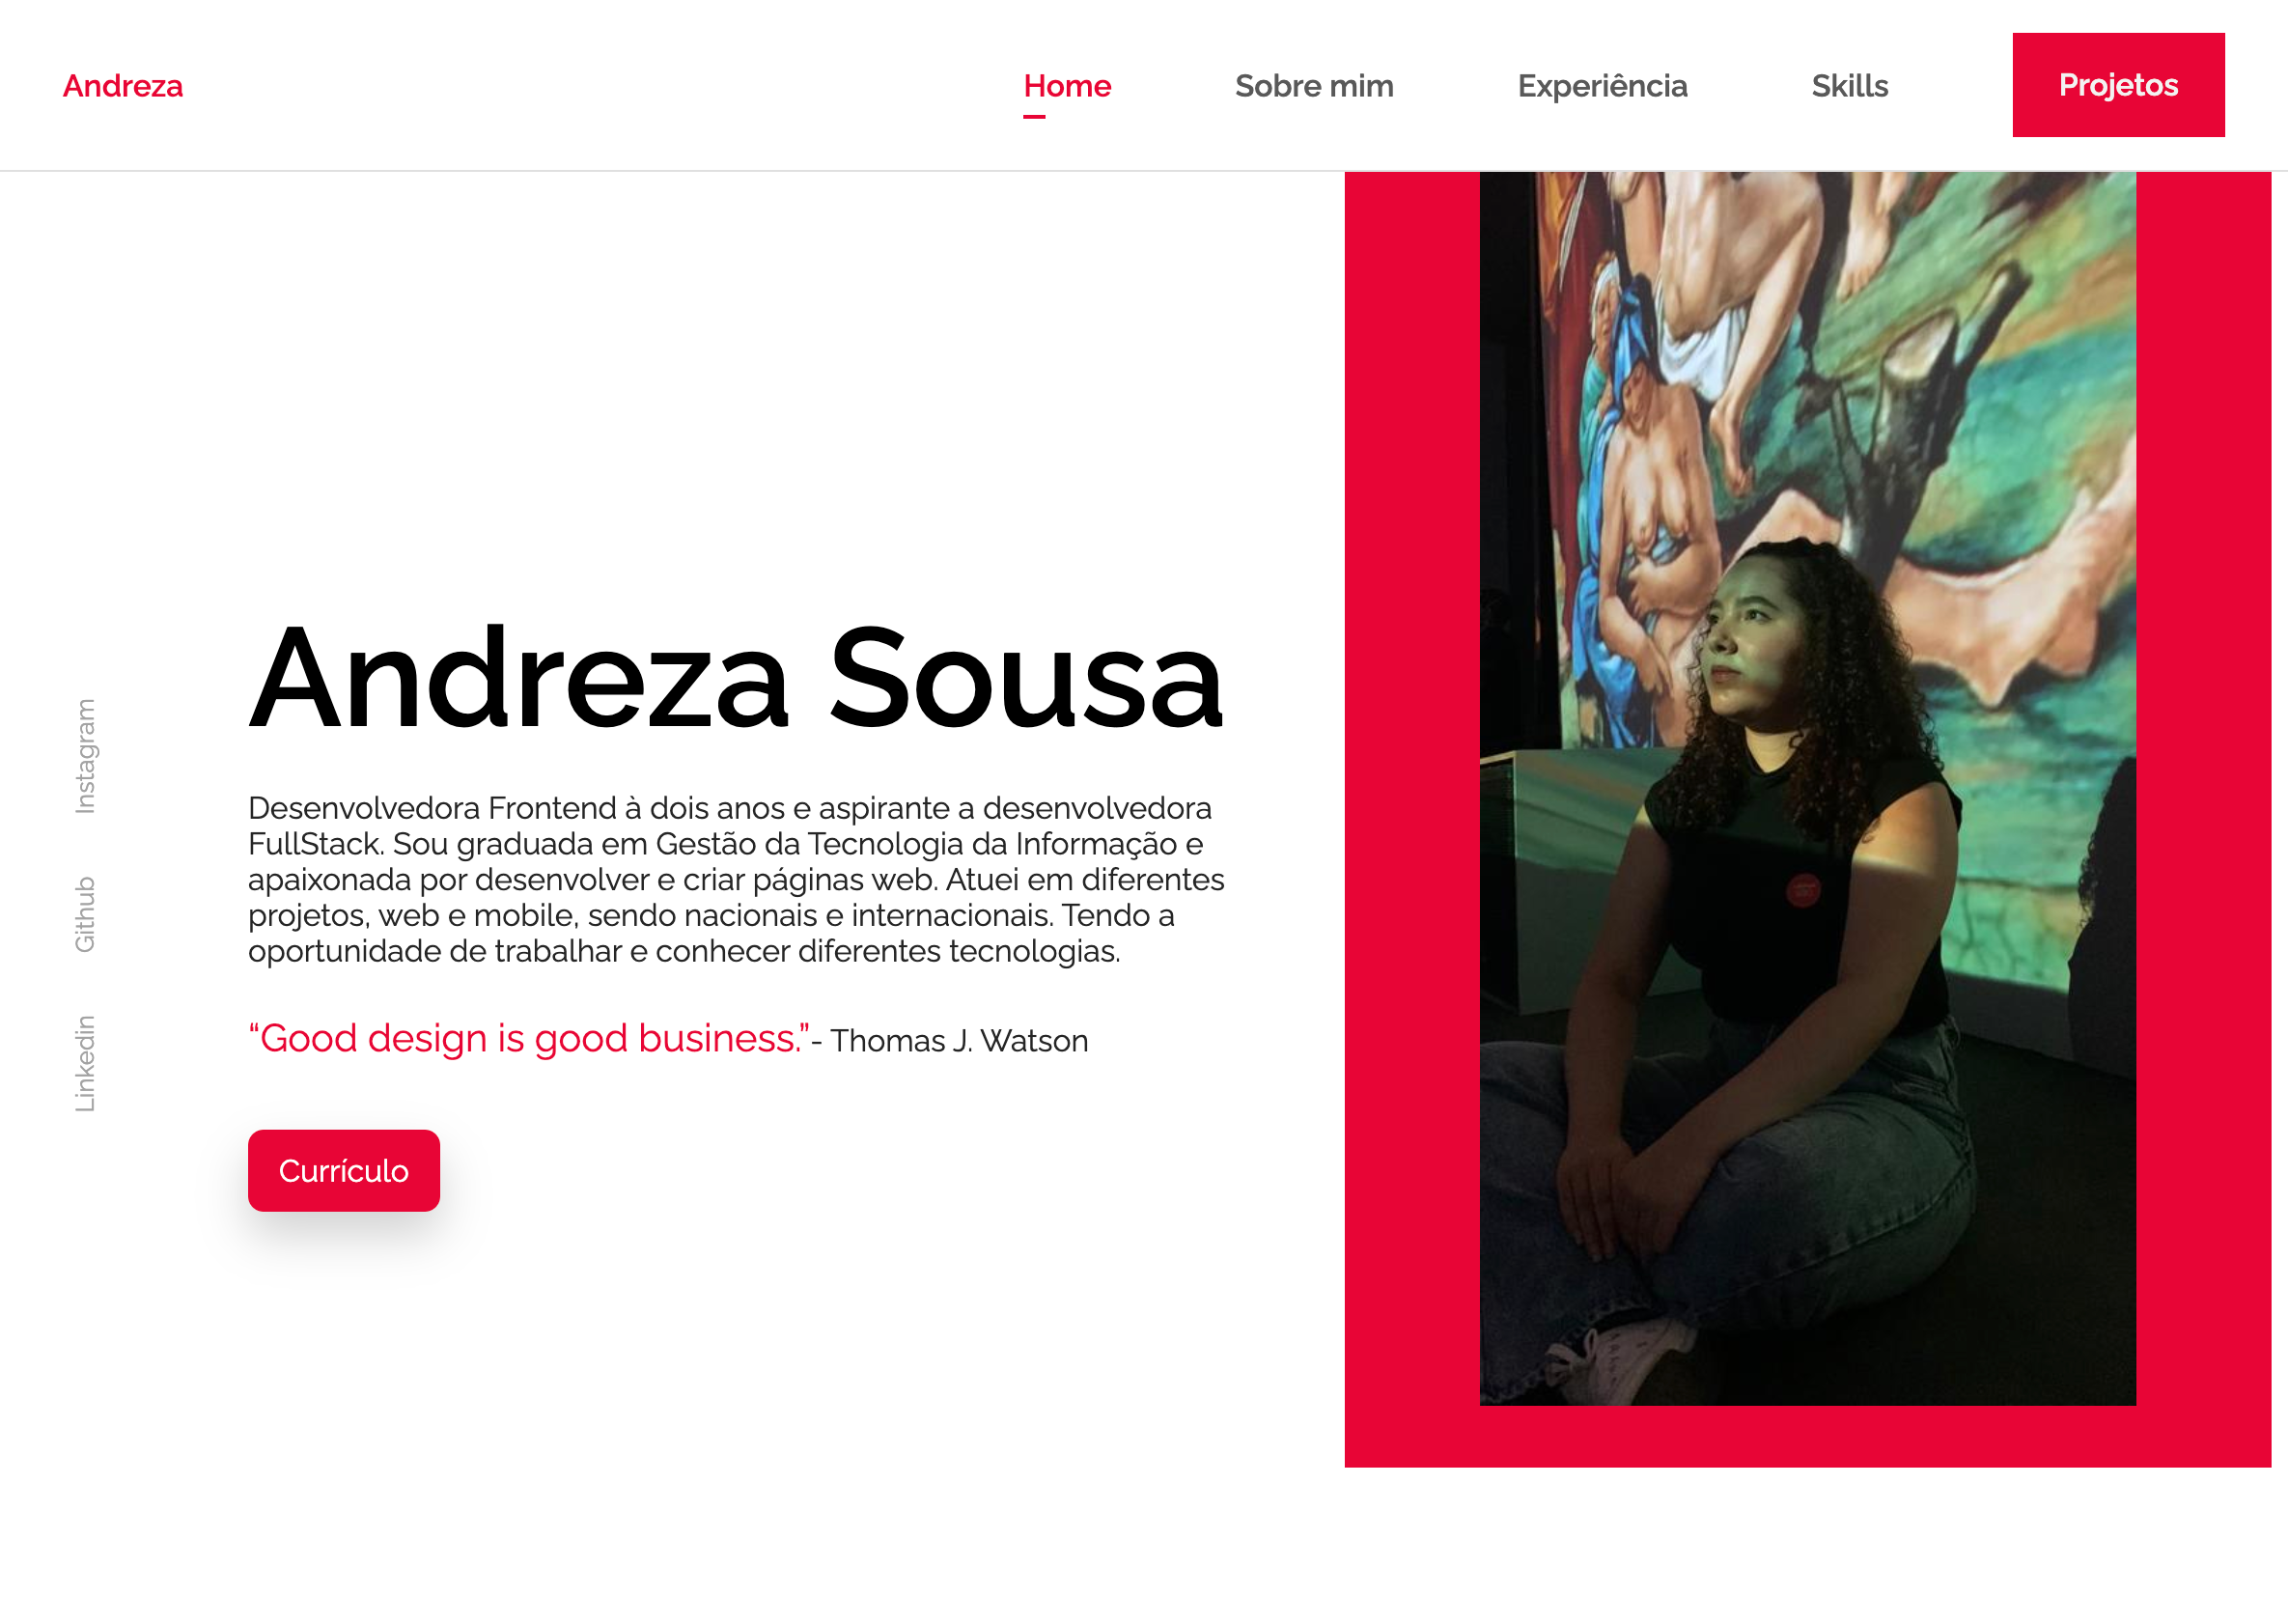 Andreza
Home
Sobre mim
Experiência
Skills
Projetos
Andreza Sousa
Desenvolvedora Frontend à dois anos e aspirante a desenvolvedora
FullStack. Sou graduada em Gestão da Tecnologia da Informação e
apaixonada por desenvolver e criar páginas web. Atuei em diferentes
projetos, web e mobile, sendo nacionais e internacionais. Tendo a
oportunidade de trabalhar e conhecer diferentes tecnologias.
“Good design is good business.”- Thomas J. Watson
Currículo
Instagram
Github
Linkedin